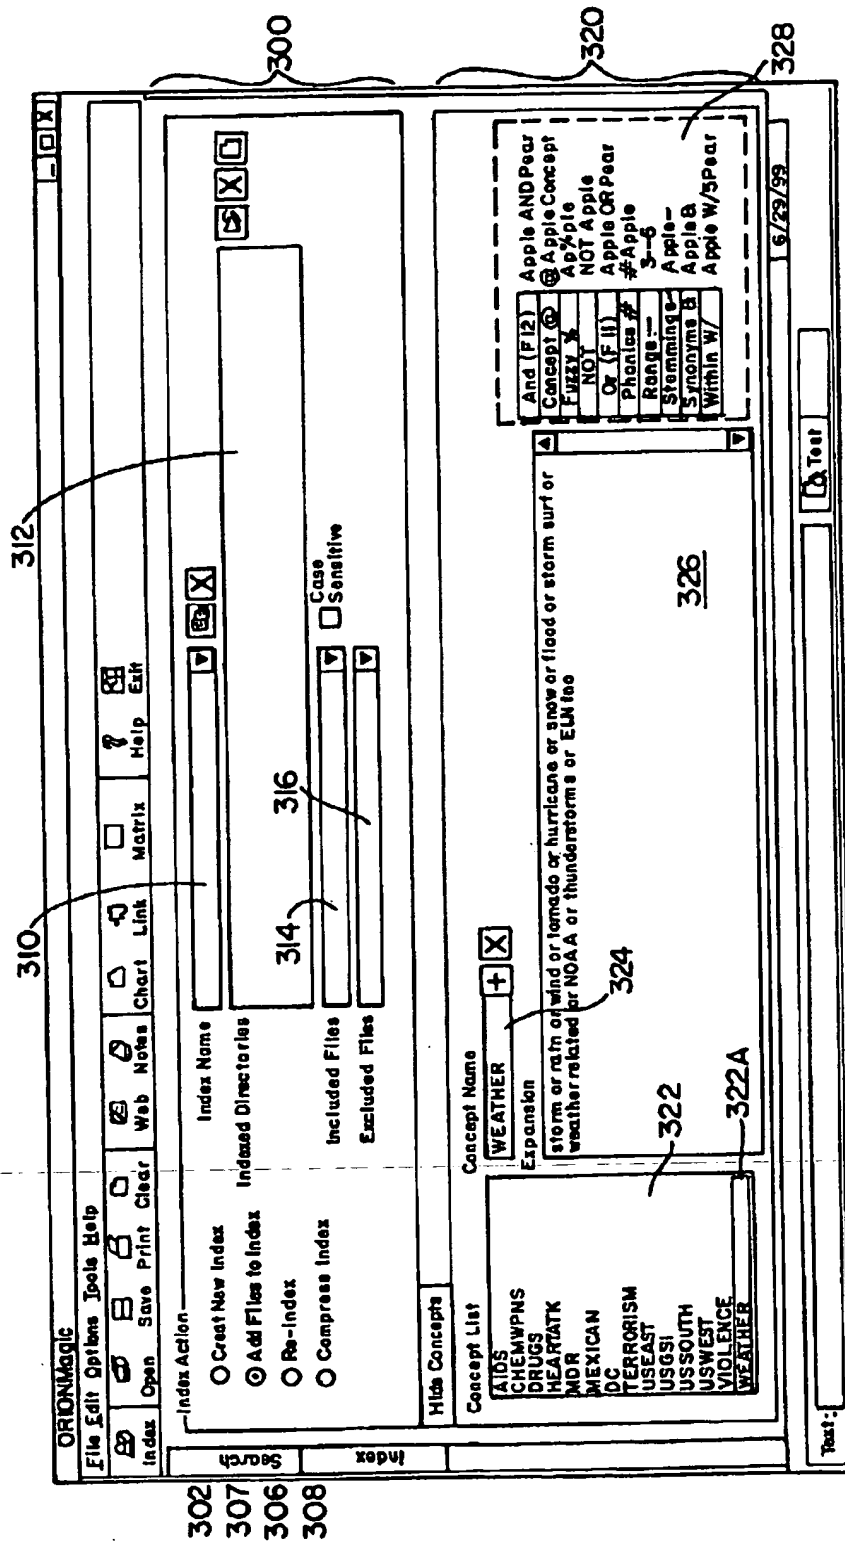 ORIONMagic
File Edit Options Tools Help
Index Open Save Print Clear Web Notes Chart Link Matrix Help Exit
Search
Index
Index Action
Creat New Index
Add Files to Index
Re-Index
Compress Index
Index Name
Indexed Directories
Included Files
Excluded Files
Case
Sensitive
Hide Concepts
Concept List
AIDS
CHEMWPNS
DRUGS
HEARTATK
MDR
MEXICAN
DC
TERRORISM
USEAST
USGSI
USSOUTH
USWEST
VIOLENCE
WEATHER
Concept Name
WEATHER
+ X
Expansion
storm or rain or wind or tornado or hurricane or snow or flood or storm surf or
weather related or NOAA or thunderstorms or
And (F12) Apple AND Pear
Concept @ @ Apple Concept
Fuzzy % Ap%ple
NOT NOT Apple
Or (F11) Apple OR Pear
Phonics # #Apple
Range:-- 3--6
Stemming~ Apple~
Synonyms & Apple&
Within W/ Apple W/5Pear
6/29/99
Text:
Test
300
302
307
306
308
310
312
314
316
320
322
322A
324
326
328